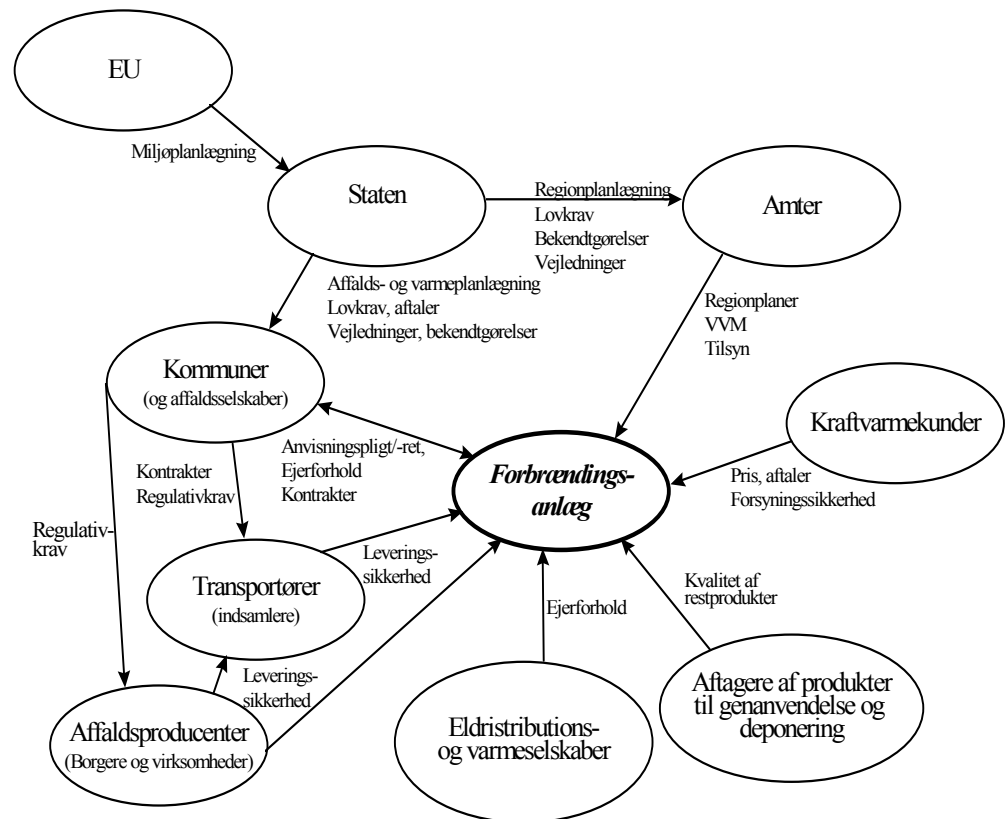 EU
Miljøplanlægning
Staten
Regionplanlægning
Lovkrav
Bekendtgørelser
Vejledninger
Amter
Affalds- og varmeplanlægning
Lovkrav, aftaler
Vejledninger, bekendtgørelser
Regionplaner
VVM
Tilsyn
Kommuner
(og affaldsselskaber)
Kraftvarmekunder
Anvisningspligt/-ret,
Ejerforhold
Kontrakter
Kontrakter
Regulativkrav
Forbrændings-
anlæg
Pris, aftaler
Forsyningssikkerhed
Regulativ-
krav
Leverings-
sikkerhed
Transportører
(indsamlere)
Ejerforhold
Kvalitet af
restprodukter
Leverings-
sikkerhed
Affaldsproducenter
(Borgere og virksomheder)
Eldristributions-
og varmeselskaber
Aftagere af produkter
til genanvendelse og
deponering